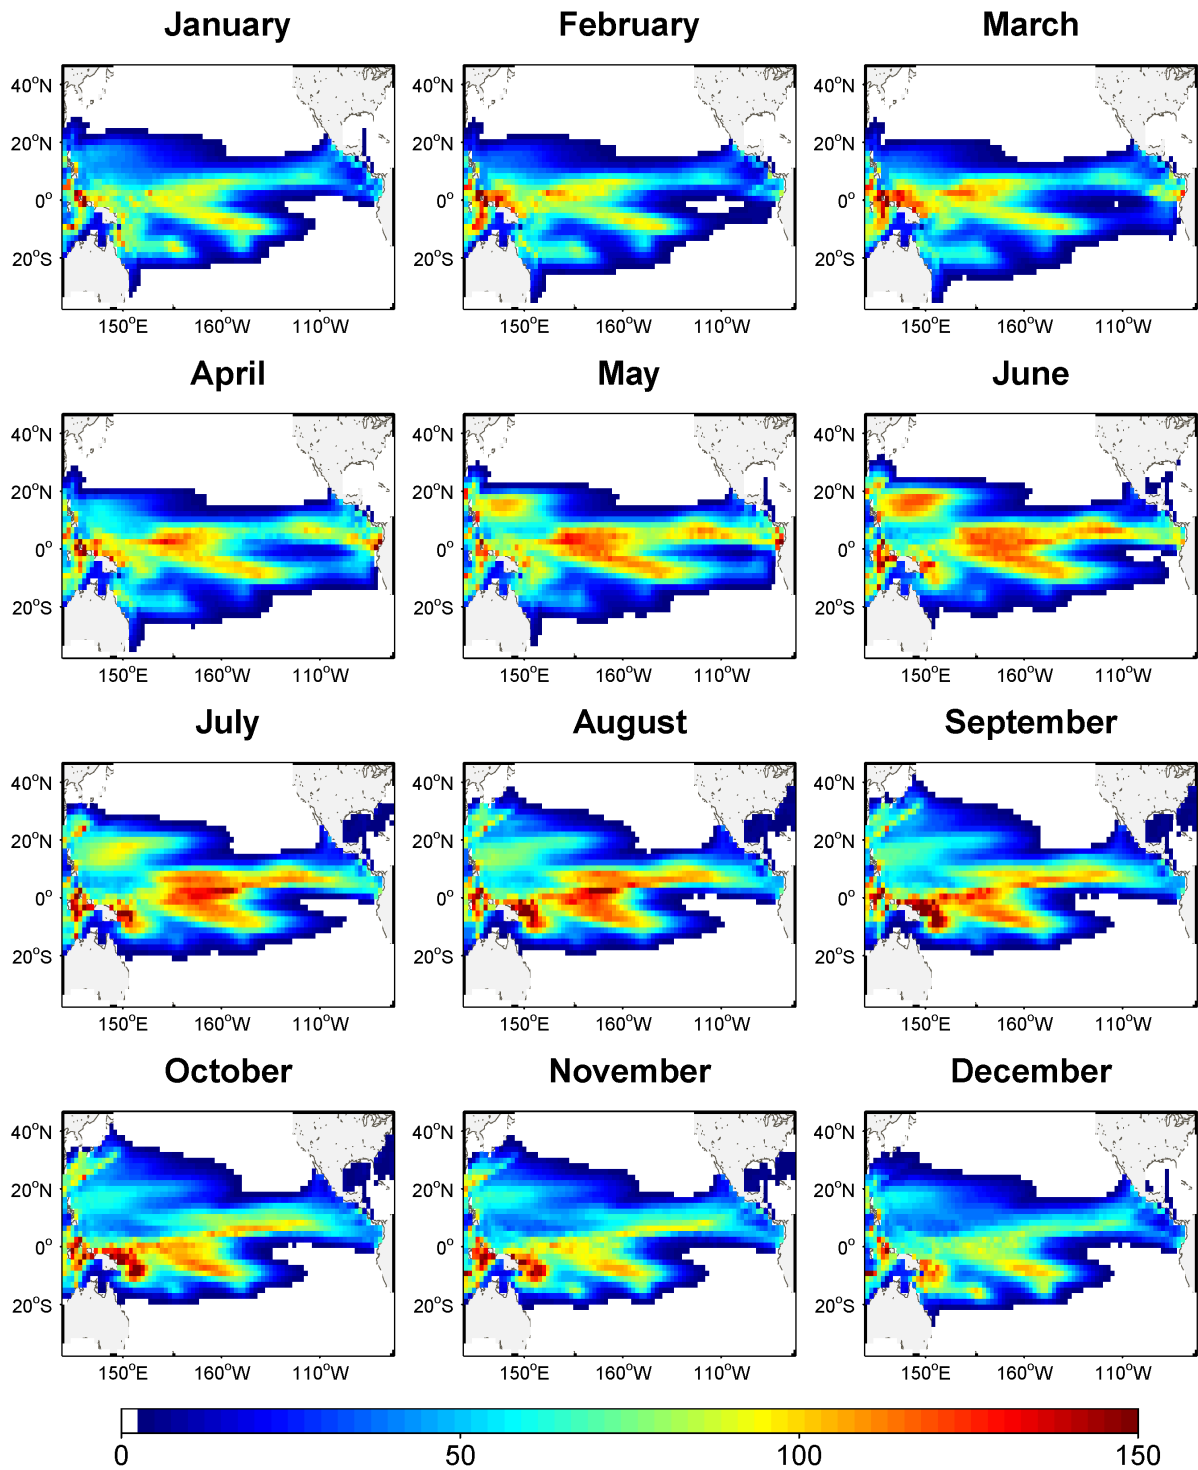 January February March
40°N 40°N 40°N
20°N 20°N 20°N
0° 0° 0°
20°S 20°S 20°S
150°E 160°W 110°W 150°E 160°W 110°W 150°E 160°W 110°W
April May June
40°N 40°N 40°N
20°N 20°N 20°N
0° 0° 0°
20°S 20°S 20°S
150°E 160°W 110°W 150°E 160°W 110°W 150°E 160°W 110°W
July August September
40°N 40°N 40°N
20°N 20°N 20°N
0° 0° 0°
20°S 20°S 20°S
150°E 160°W 110°W 150°E 160°W 110°W 150°E 160°W 110°W
October November December
40°N 40°N 40°N
20°N 20°N 20°N
0° 0° 0°
20°S 20°S 20°S
150°E 160°W 110°W 150°E 160°W 110°W 150°E 160°W 110°W
0 50 100 150